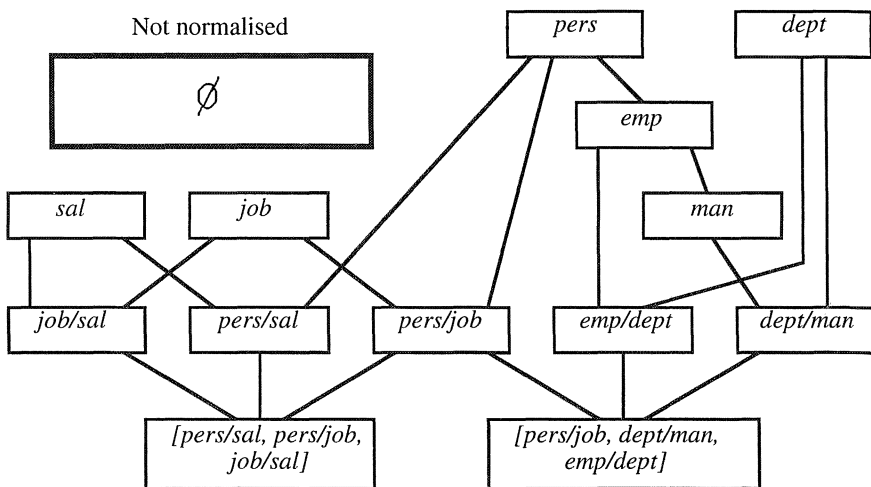 Not normalised
∅
pers
dept
emp
sal
job
man
job/sal
pers/sal
pers/job
emp/dept
dept/man
[pers/sal, pers/job,
job/sal]
[pers/job, dept/man,
emp/dept]